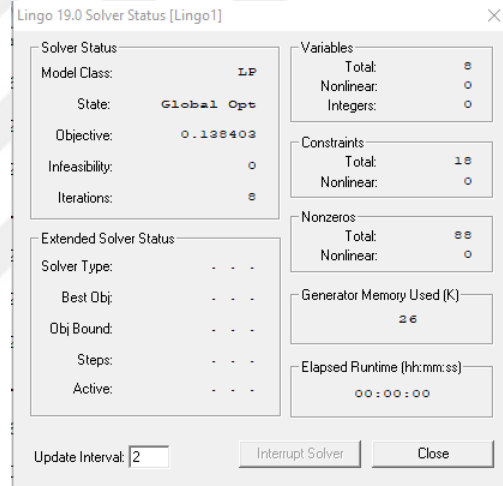 Lingo 19.0 Solver Status [Lingo1]
Solver Status
Model Class: LP
State: Global Opt
Objective: 0.138403
Infeasibility: 0
Iterations: 8
Extended Solver Status
Solver Type: . . .
Best Obj: . . .
Obj Bound: . . .
Steps: . . .
Active: . . .
Variables
Total: 8
Nonlinear: 0
Integers: 0
Constraints
Total: 18
Nonlinear: 0
Nonzeros
Total: 88
Nonlinear: 0
Generator Memory Used (K)
26
Elapsed Runtime (hh:mm:ss)
00:00:00
Update Interval: 2
Interrupt Solver
Close